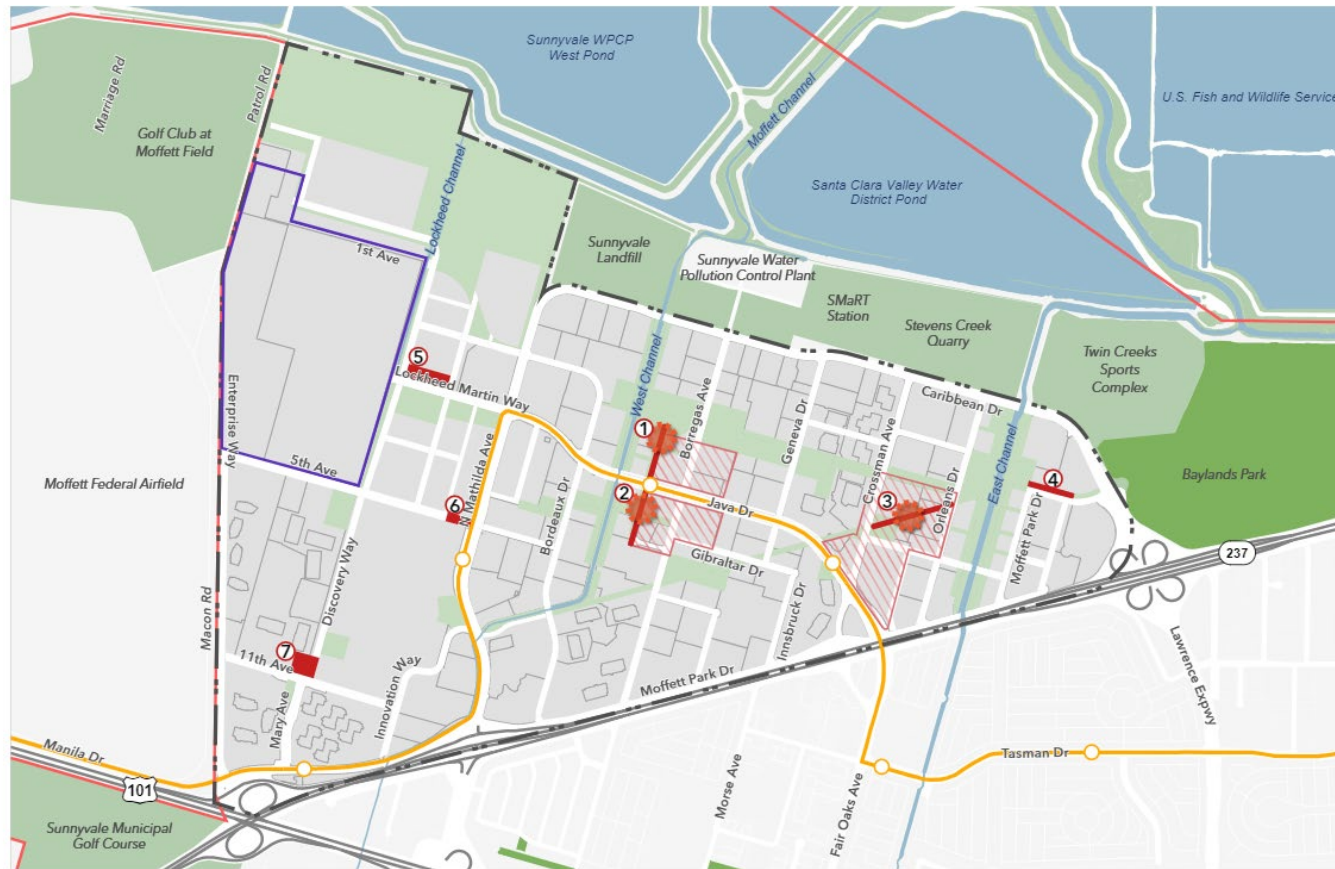 Sunnyvale WPCP
West Pond
Marriage Rd
Patrol Rd
Moffett Channel
U.S. Fish and Wildlife Service
Golf Club at
Moffett Field
Lockheed Channel
Santa Clara Valley Water
District Pond
1st Ave
Sunnyvale
Landfill
Sunnyvale Water
Pollution Control Plant
SMaRT
Station
Stevens Creek
Quarry
Twin Creeks
Sports
Complex
5
Lockheed Martin Way
West Channel
Borregas Ave
Geneva Dr
Caribbean Dr
Enterprise Way
1
Crossman Ave
Orleans Dr
East Channel
Baylands Park
5th Ave
Moffett Federal Airfield
N Mathilda Ave
Bordeaux Dr
2
Java Dr
3
4
6
Moffett Park Dr
Gibraltar Dr
237
Discovery Way
Macon Rd
Innsbruck Dr
7
11th Ave
Innovation Way
Moffett Park Dr
Lawrence Expwy
Mary Ave
Manila Dr
101
Tasman Dr
Morse Ave
Fair Oaks Ave
Sunnyvale Municipal
Golf Course